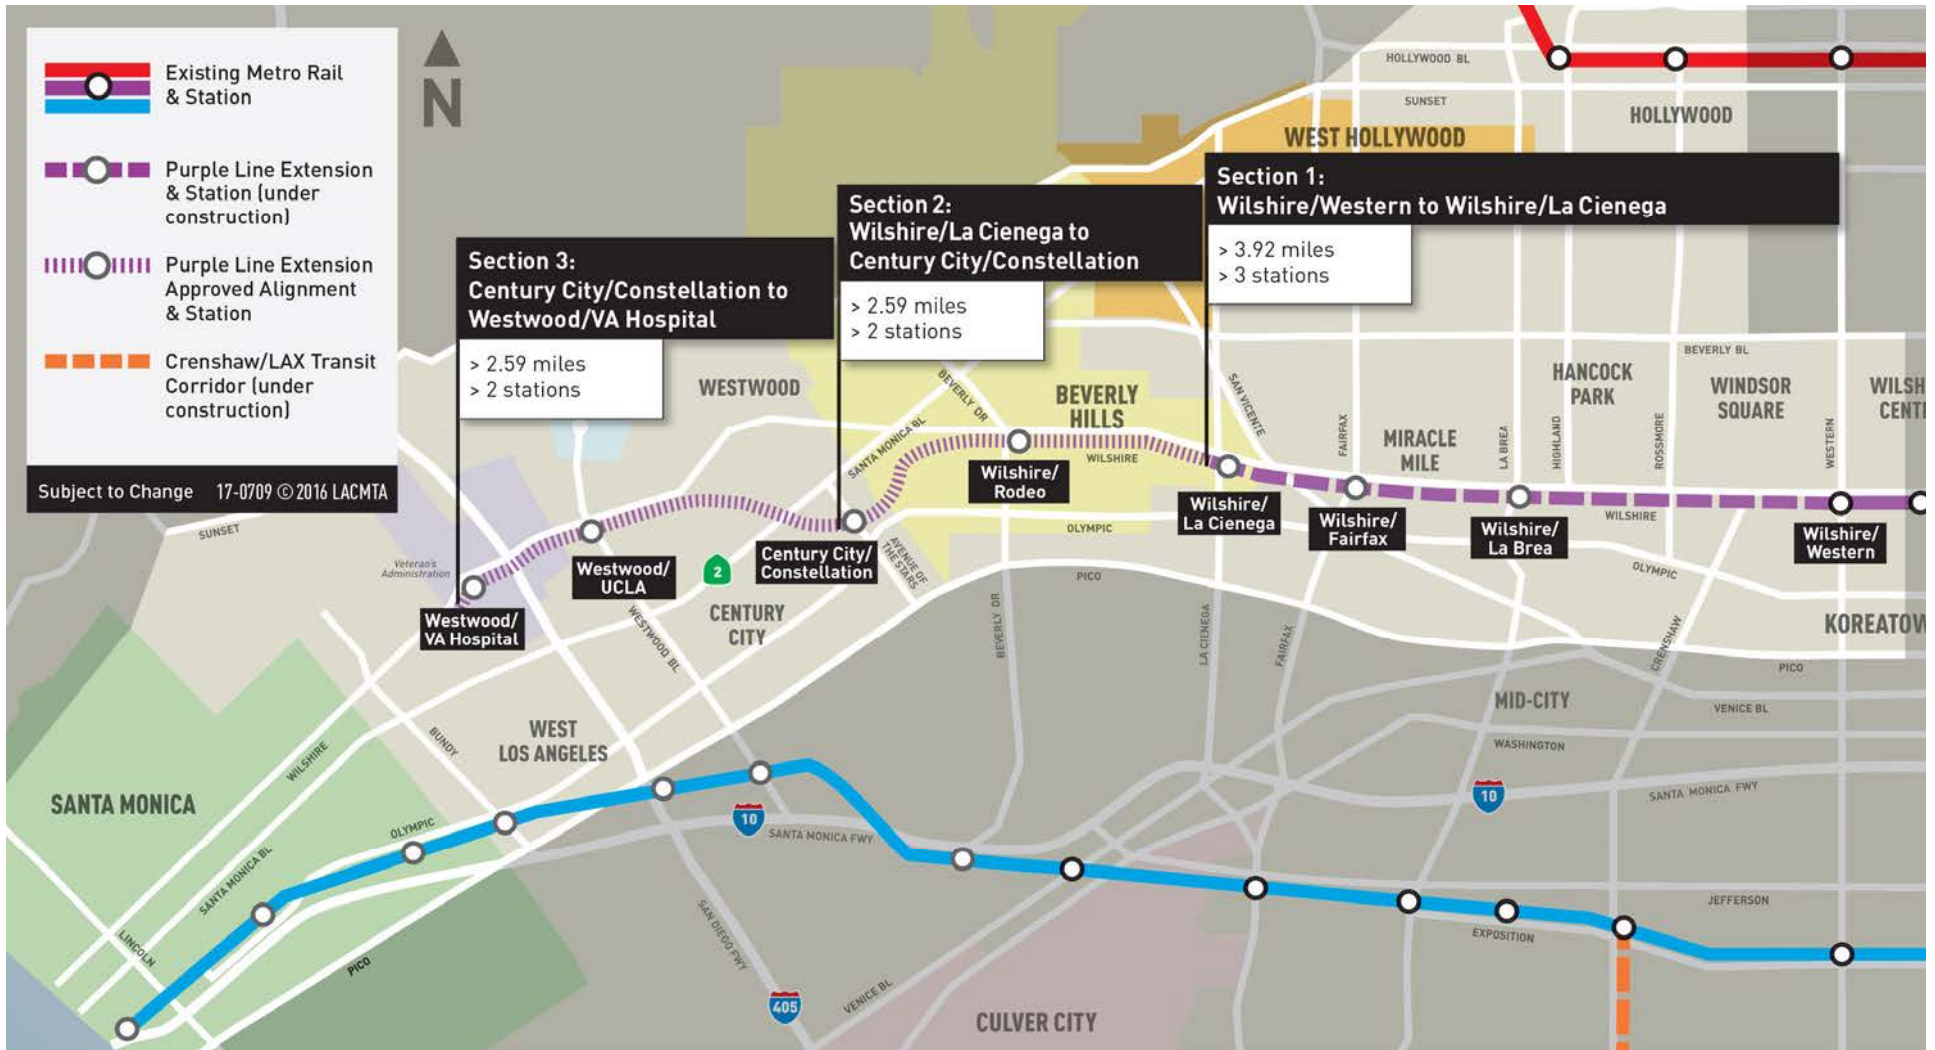 Existing Metro Rail
& Station
Purple Line Extension
& Station (under
construction)
Purple Line Extension
Approved Alignment
& Station
Crenshaw/LAX Transit
Corridor (under
construction)
Subject to Change 17-0709 © 2016 LACMTA
N
HOLLYWOOD BL
SUNSET
HOLLYWOOD
WEST HOLLYWOOD
Section 1:
Wilshire/Western to Wilshire/La Cienega
> 3.92 miles
> 3 stations
Section 2:
Wilshire/La Cienega to
Century City/Constellation
> 2.59 miles
> 2 stations
Section 3:
Century City/Constellation to
Westwood/VA Hospital
> 2.59 miles
> 2 stations
WESTWOOD
BEVERLY DR
BEVERLY
HILLS
SAN VICENTE
BEVERLY BL
HANCOCK
PARK
WINDSOR
SQUARE
WILSH
CENT
SANTA MONICA BL
WILSHIRE
FAIRFAX
MIRACLE
MILE
LA BREA
HIGHLAND
ROSSMORE
WESTERN
Wilshire/
Rodeo
Wilshire/
La Cienega
Wilshire/
Fairfax
Wilshire/
La Brea
WILSHIRE
Wilshire/
Western
SUNSET
OLYMPIC
Veteran's
Administration
Westwood/
UCLA
2
Century City/
Constellation
AVENUE OF
THE STARS
PICO
OLYMPIC
Westwood/
VA Hospital
WESTWOOD BL
CENTURY
CITY
BEVERLY DR
LA CIENEGA
FAIRFAX
CRENSHAW
KOREATOW
PICO
MID-CITY
VENICE BL
WASHINGTON
WEST
LOS ANGELES
BUNDY
WILSHIRE
SANTA MONICA
10
SANTA MONICA FWY
10
SANTA MONICA FWY
OLYMPIC
SANTA MONICA BL
LINCOLN
PICO
SAN DIEGO FWY
405
VENICE BL
CULVER CITY
EXPOSITION
JEFFERSON